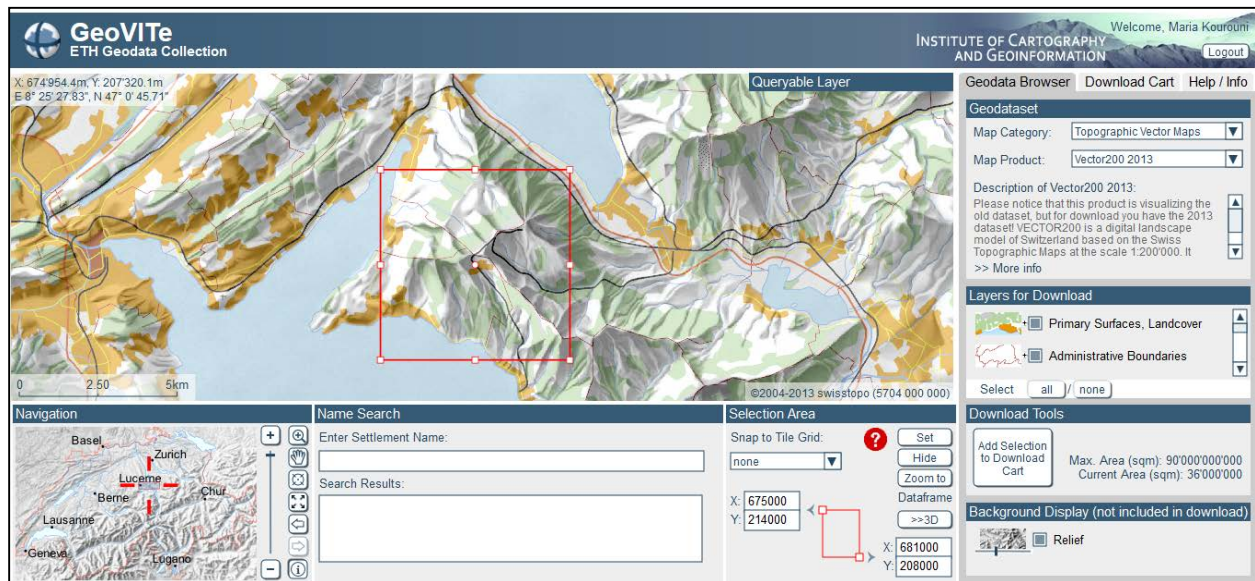 GeoVITe
ETH Geodata Collection
INSTITUTE OF CARTOGRAPHY
AND GEOINFORMATION
Welcome, Maria Kourouni
Logout
X: 674'954.4m, Y: 207'320.1m
E 8° 25' 27.83", N 47° 0' 45.71"
Queryable Layer
0 2.50 5km
©2004-2013 swisstopo (5704 000 000)
Geodata Browser Download Cart Help / Info
Geodataset
Map Category: Topographic Vector Maps
Map Product: Vector200 2013
Description of Vector200 2013:
Please notice that this product is visualizing the
old dataset, but for download you have the 2013
dataset! VECTOR200 is a digital landscape
model of Switzerland based on the Swiss
Topographic Maps at the scale 1:200'000. It
>> More info
Layers for Download
+ Primary Surfaces, Landcover
+ Administrative Boundaries
Select all / none
Navigation
Basel
Zurich
Lucerne
Berne
Chur
Lausanne
Geneva
Lugano
+
−
Name Search
Enter Settlement Name:
Search Results:
Selection Area
Snap to Tile Grid:
none
?
Set
Hide
Zoom to
Dataframe
>>3D
X: 675000
Y: 214000
X: 681000
Y: 208000
Download Tools
Add Selection
to Download
Cart
Max. Area (sqm): 90'000'000'000
Current Area (sqm): 36'000'000
Background Display (not included in download)
Relief